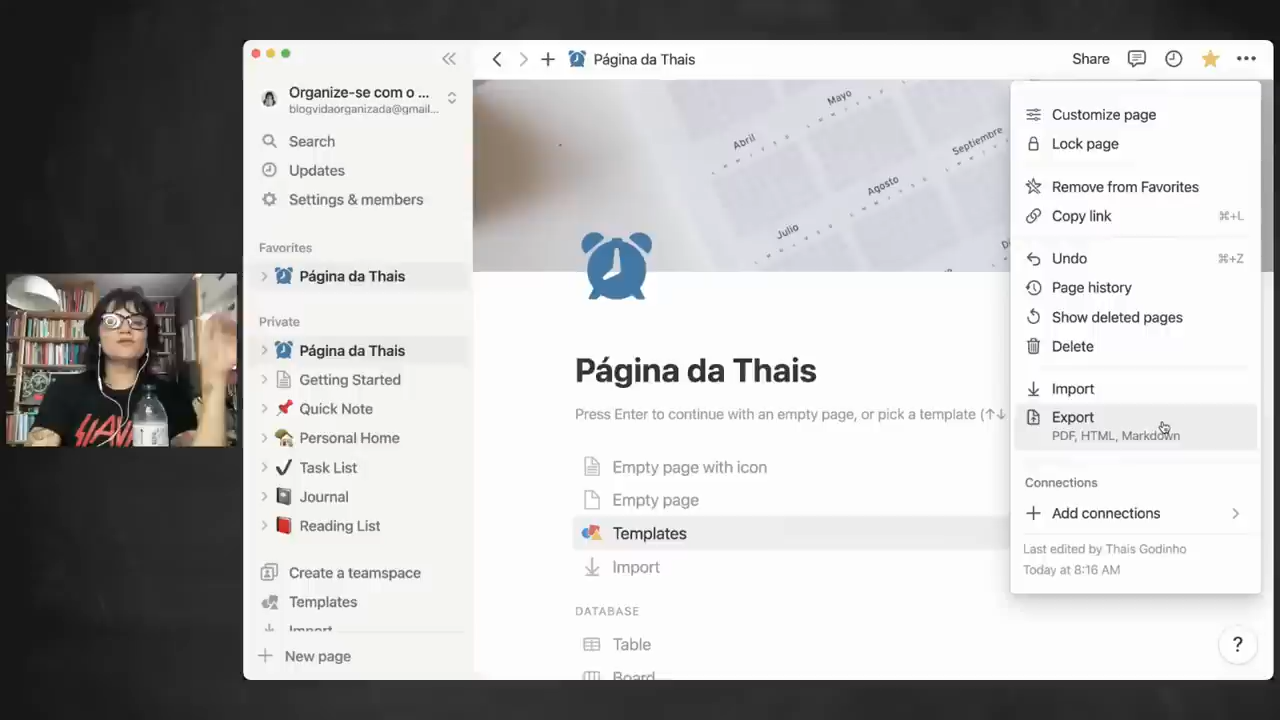 Organize-se com o ...
blogvidaorganizada@gmail...
Search
Updates
Settings & members
Favorites
Página da Thais
Private
Página da Thais
Getting Started
Quick Note
Personal Home
Task List
Journal
Reading List
Create a teamspace
Templates
Import
New page
Página da Thais
Share
Abril
Mayo
Julio
Agosto
Septiembre
Página da Thais
Press Enter to continue with an empty page, or pick a template (↑↓
Empty page with icon
Empty page
Templates
Import
DATABASE
Table
Board
Customize page
Lock page
Remove from Favorites
Copy link ⌘+L
Undo ⌘+Z
Page history
Show deleted pages
Delete
Import
Export
PDF, HTML, Markdown
Connections
Add connections
Last edited by Thais Godinho
Today at 8:16 AM
?